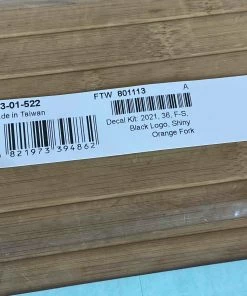 3-01-522
de in Taiwan
821973 394862
FTW 801113 A
Decal Kit: 2021, 36, F-S,
Black Logo, Shiny
Orange Fork